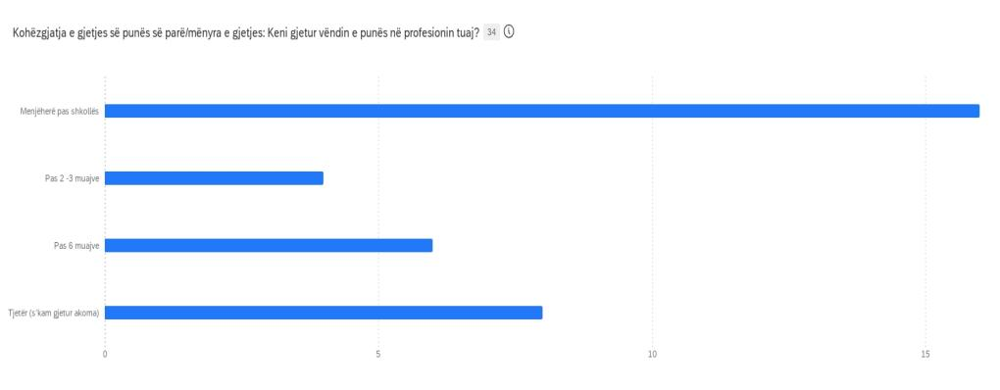 Kohëzgjatja e gjetjes së punës së parë/mënyra e gjetjes: Keni gjetur vëndin e punës në profesionin tuaj? 34
Menjëherë pas shkollës
Pas 2 -3 muajve
Pas 6 muajve
Tjetër (s'kam gjetur akoma)
0 5 10 15